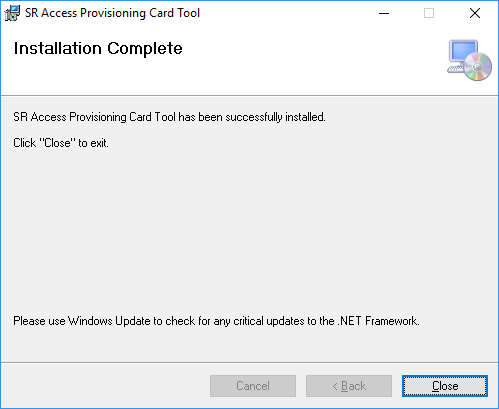 SR Access Provisioning Card Tool
Installation Complete
SR Access Provisioning Card Tool has been successfully installed.
Click "Close" to exit.
Please use Windows Update to check for any critical updates to the .NET Framework.
Cancel
< Back
Close